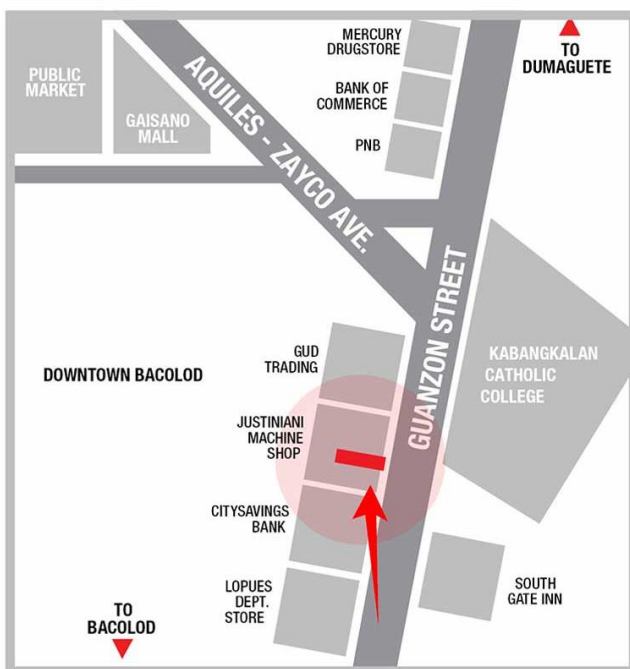 MERCURY
DRUGSTORE
TO
DUMAGUETE
PUBLIC
MARKET
BANK OF
COMMERCE
GAISANO
MALL
PNB
AQUILES - ZAYCO AVE.
GUANZON STREET
GUD
TRADING
KABANGKALAN
CATHOLIC
COLLEGE
DOWNTOWN BACOLOD
JUSTINIANI
MACHINE
SHOP
CITYSAVINGS
BANK
LOPUES
DEPT.
STORE
SOUTH
GATE INN
TO
BACOLOD